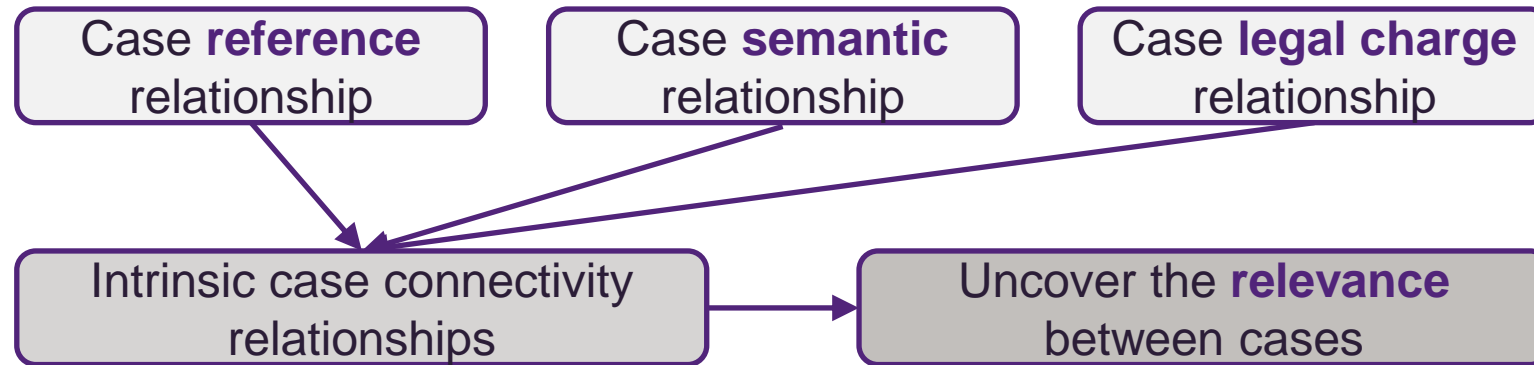 Case reference
relationship
Case semantic
relationship
Case legal charge
relationship
Intrinsic case connectivity
relationships
Uncover the relevance
between cases